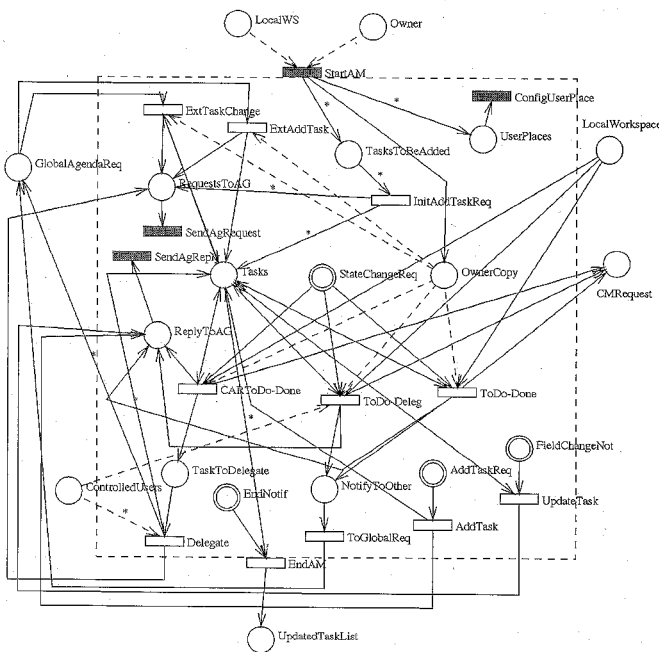 LocalWS
Owner
StartAM
ConfigUserPlace
ExtTaskChange
ExtAddTask
UserPlaces
LocalWorkspace
TasksToBeAdded
GlobalAgendaReq
RequestsToAG
InitAddTaskReq
SendAgRequest
SendAgReply
Tasks
StateChangeReq
OwnerCopy
CMRequest
ReplyToAG
CARToDo-Done
ToDo-Deleg
ToDo-Done
TaskToDelegate
ControlledUsers
EndNotif
NotifyToOther
AddTaskReq
FieldChangeNot
UpdateTask
Delegate
ToGlobalReq
AddTask
EndAM
UpdatedTaskList